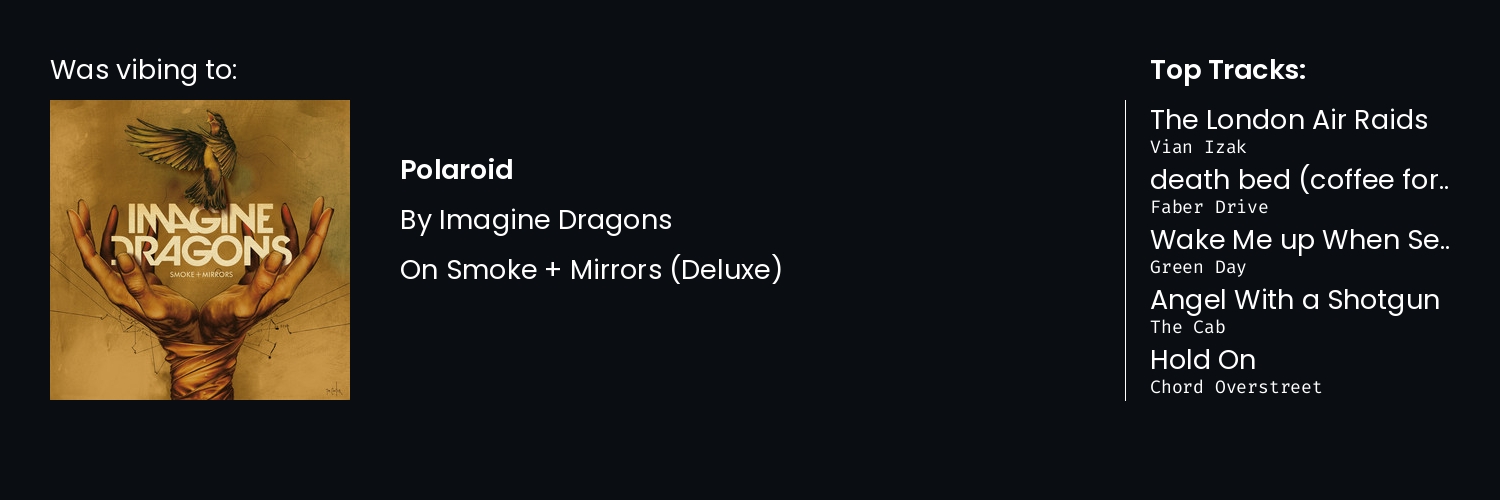 Was vibing to:
IMAGINE
DRAGONS
SMOKE + MIRRORS
Polaroid
By Imagine Dragons
On Smoke + Mirrors (Deluxe)
Top Tracks:
The London Air Raids
Vian Izak
death bed (coffee for..
Faber Drive
Wake Me up When Se..
Green Day
Angel With a Shotgun
The Cab
Hold On
Chord Overstreet